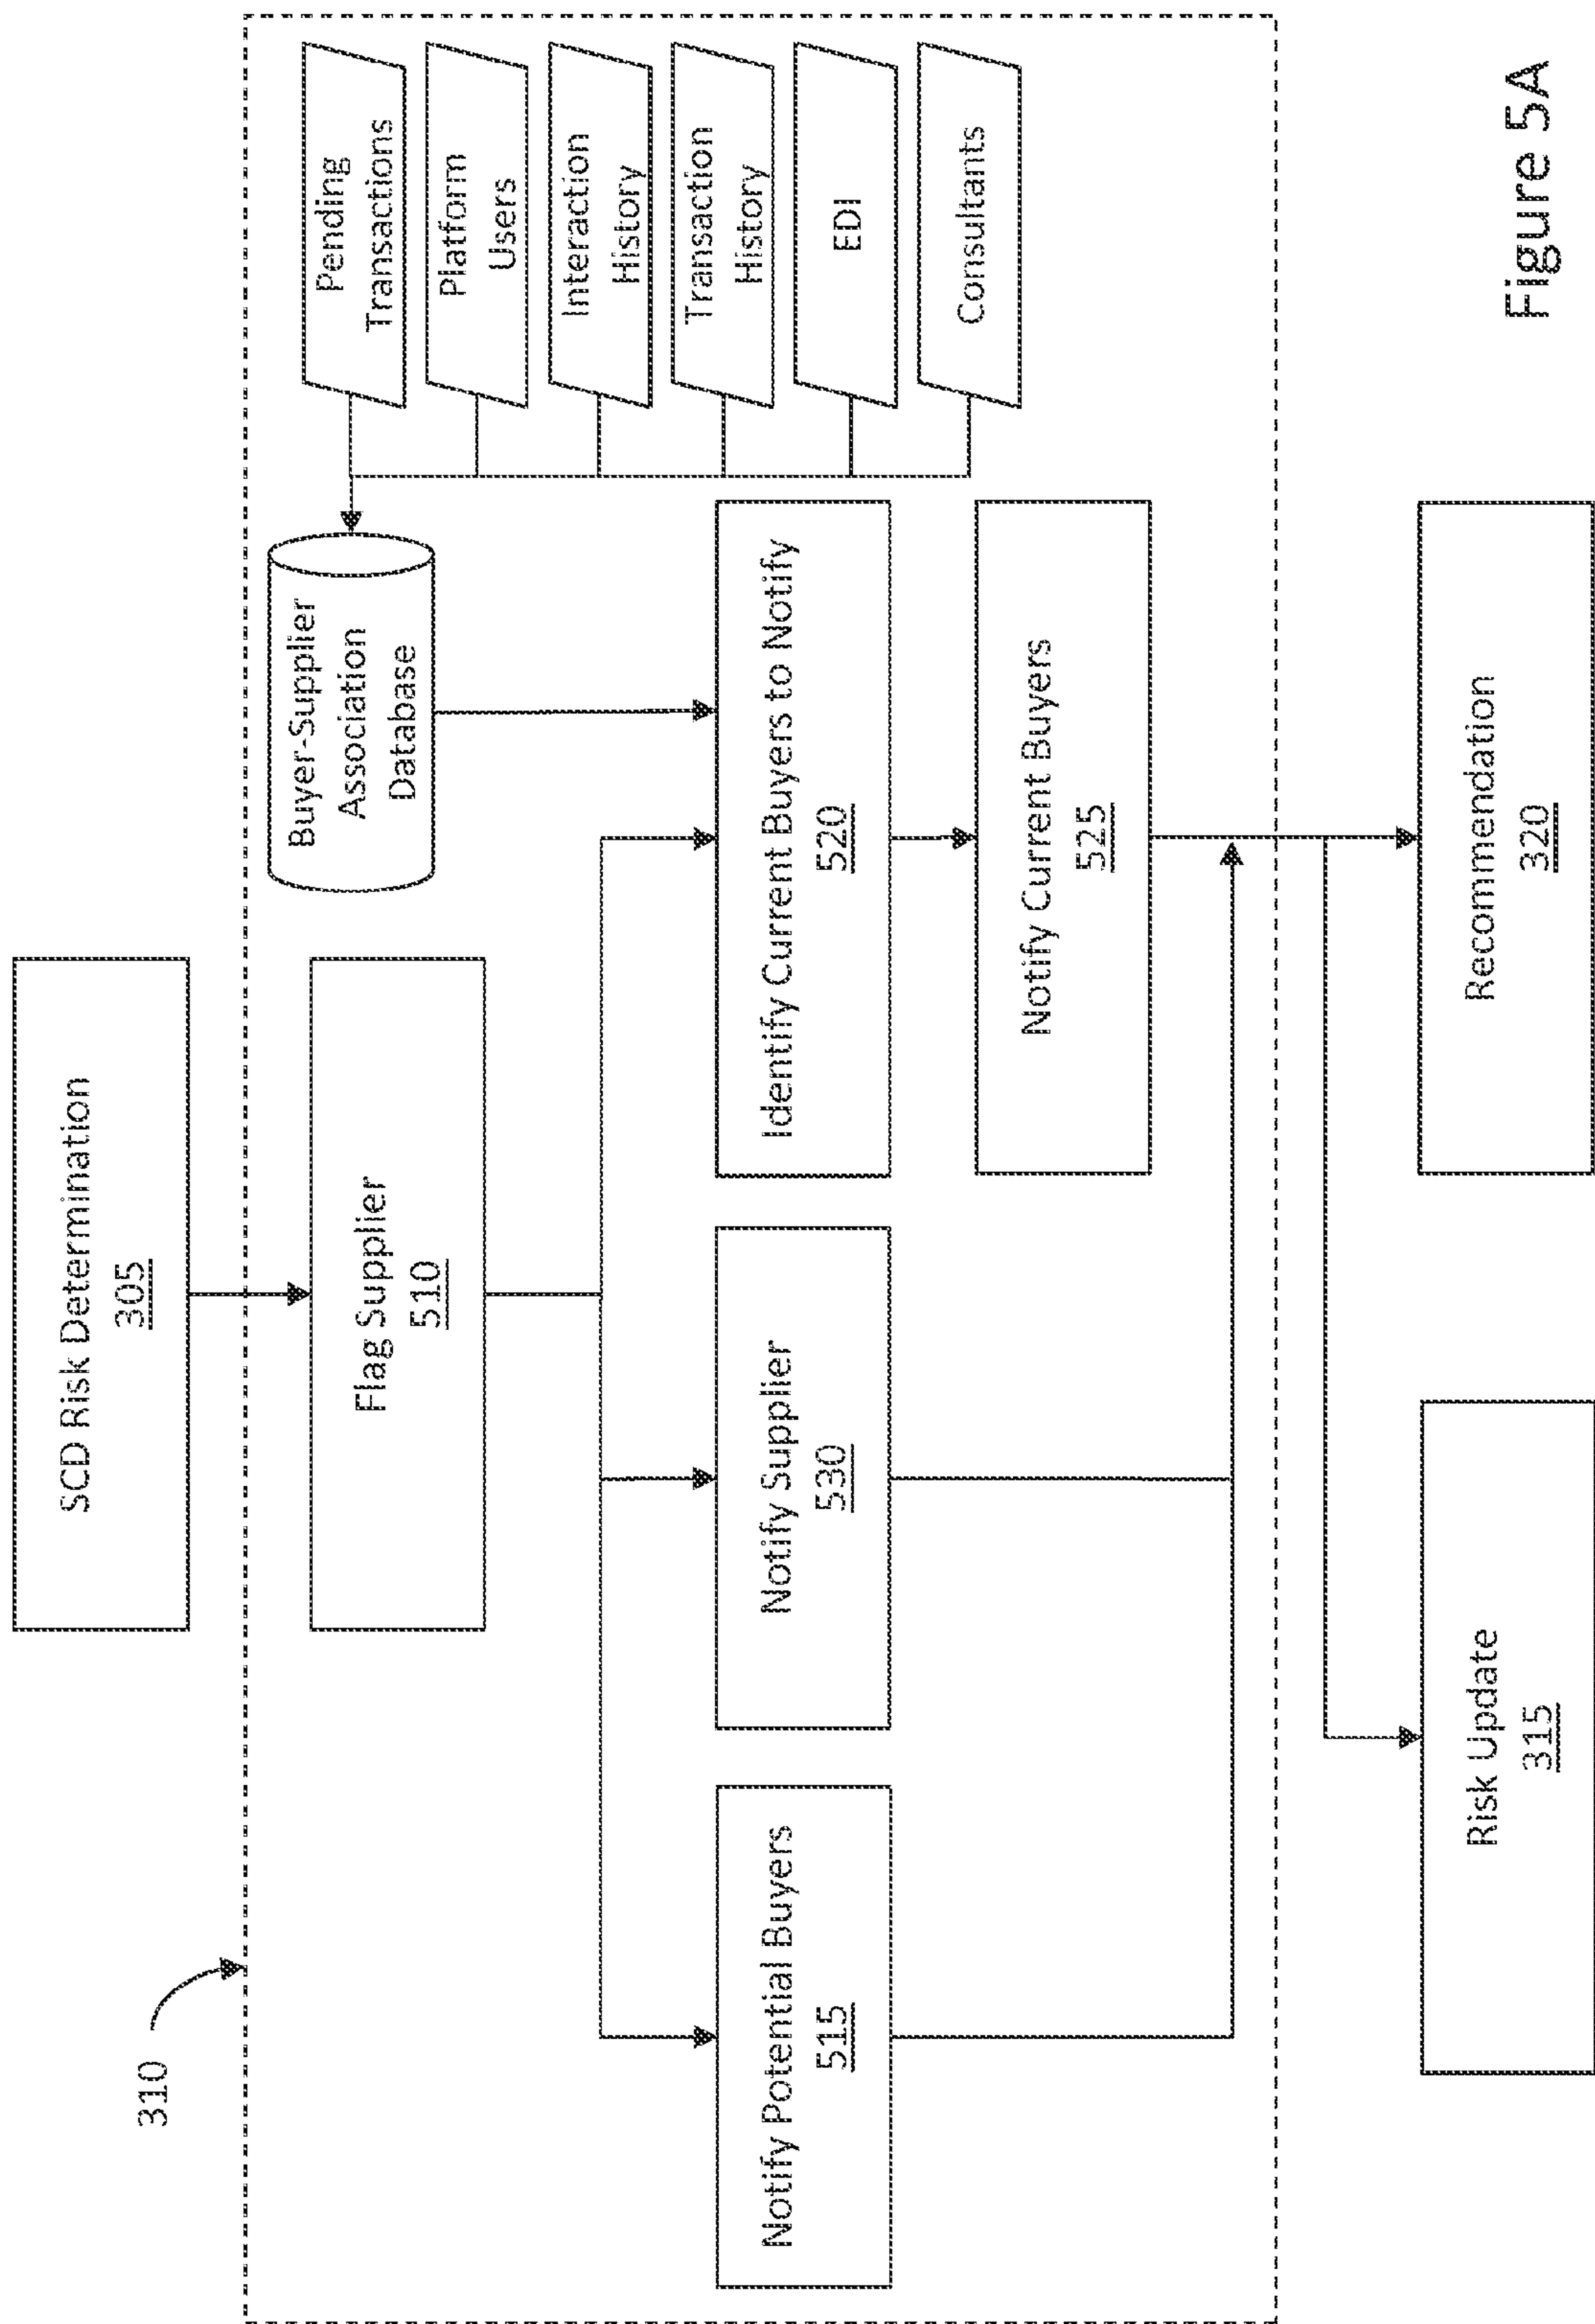 SCD Risk Determination
305
310
Flag Supplier
510
Buyer-Supplier
Association
Database
Pending
Transactions
Platform
Users
Interaction
History
Transaction
History
EDI
Consultants
Notify Potential Buyers
515
Notify Supplier
530
Identify Current Buyers to Notify
520
Notify Current Buyers
525
Risk Update
315
Recommendation
320
Figure 5A